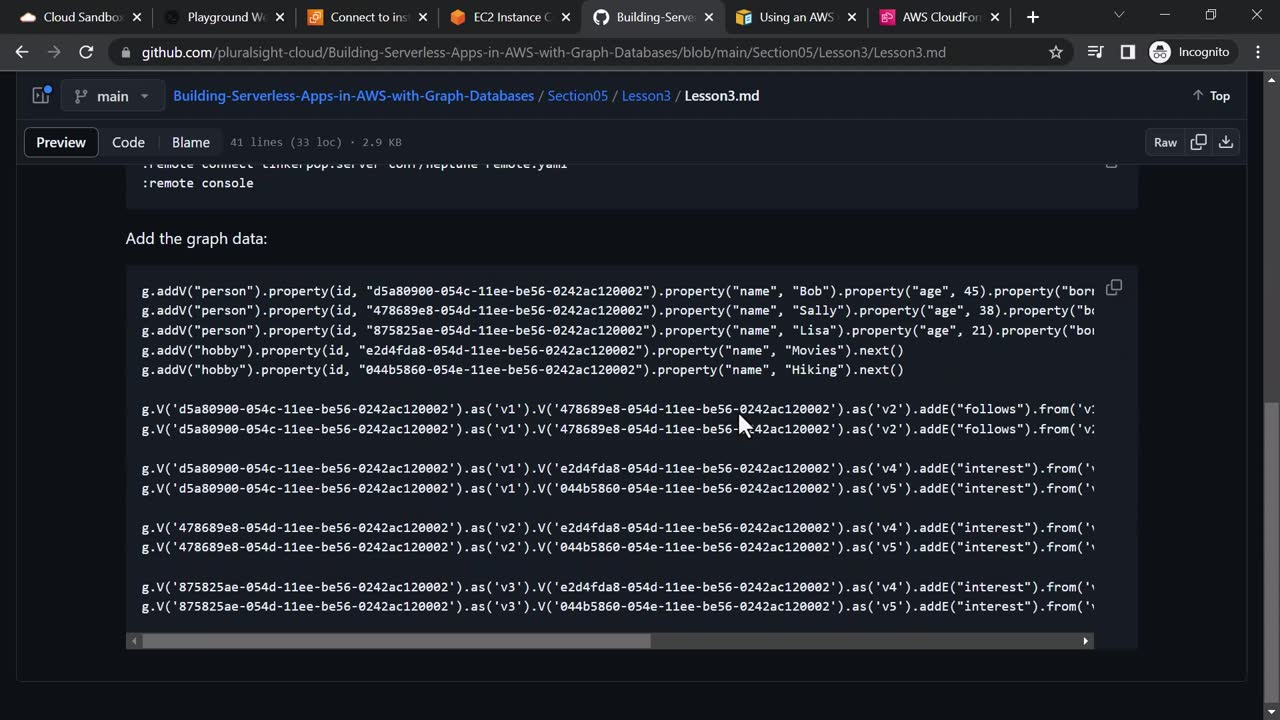 Cloud Sandbox
Playground W
Connect to ins
EC2 Instance C
Building-Serve
Using an AWS
AWS CloudFor
github.com/pluralsight-cloud/Building-Serverless-Apps-in-AWS-with-Graph-Databases/blob/main/Section05/Lesson3/Lesson3.md
Incognito
main
Building-Serverless-Apps-in-AWS-with-Graph-Databases / Section05 / Lesson3 / Lesson3.md
Top
Preview
Code
Blame
41 lines (33 loc) · 2.9 KB
Raw
:remote connect tinkerpop.server conf/neptune-remote.yaml
:remote console
Add the graph data:
g.addV("person").property(id, "d5a80900-054c-11ee-be56-0242ac120002").property("name", "Bob").property("age", 45).property("born
g.addV("person").property(id, "478689e8-054d-11ee-be56-0242ac120002").property("name", "Sally").property("age", 38).property("bo
g.addV("person").property(id, "875825ae-054d-11ee-be56-0242ac120002").property("name", "Lisa").property("age", 21).property("bor
g.addV("hobby").property(id, "e2d4fda8-054d-11ee-be56-0242ac120002").property("name", "Movies").next()
g.addV("hobby").property(id, "044b5860-054e-11ee-be56-0242ac120002").property("name", "Hiking").next()
g.V('d5a80900-054c-11ee-be56-0242ac120002').as('v1').V('478689e8-054d-11ee-be56-0242ac120002').as('v2').addE("follows").from('v1
g.V('d5a80900-054c-11ee-be56-0242ac120002').as('v1').V('478689e8-054d-11ee-be56-0242ac120002').as('v2').addE("follows").from('v2
g.V('d5a80900-054c-11ee-be56-0242ac120002').as('v1').V('e2d4fda8-054d-11ee-be56-0242ac120002').as('v4').addE("interest").from('v
g.V('d5a80900-054c-11ee-be56-0242ac120002').as('v1').V('044b5860-054e-11ee-be56-0242ac120002').as('v5').addE("interest").from('v
g.V('478689e8-054d-11ee-be56-0242ac120002').as('v2').V('e2d4fda8-054d-11ee-be56-0242ac120002').as('v4').addE("interest").from('v
g.V('478689e8-054d-11ee-be56-0242ac120002').as('v2').V('044b5860-054e-11ee-be56-0242ac120002').as('v5').addE("interest").from('v
g.V('875825ae-054d-11ee-be56-0242ac120002').as('v3').V('e2d4fda8-054d-11ee-be56-0242ac120002').as('v4').addE("interest").from('v
g.V('875825ae-054d-11ee-be56-0242ac120002').as('v3').V('044b5860-054e-11ee-be56-0242ac120002').as('v5').addE("interest").from('v